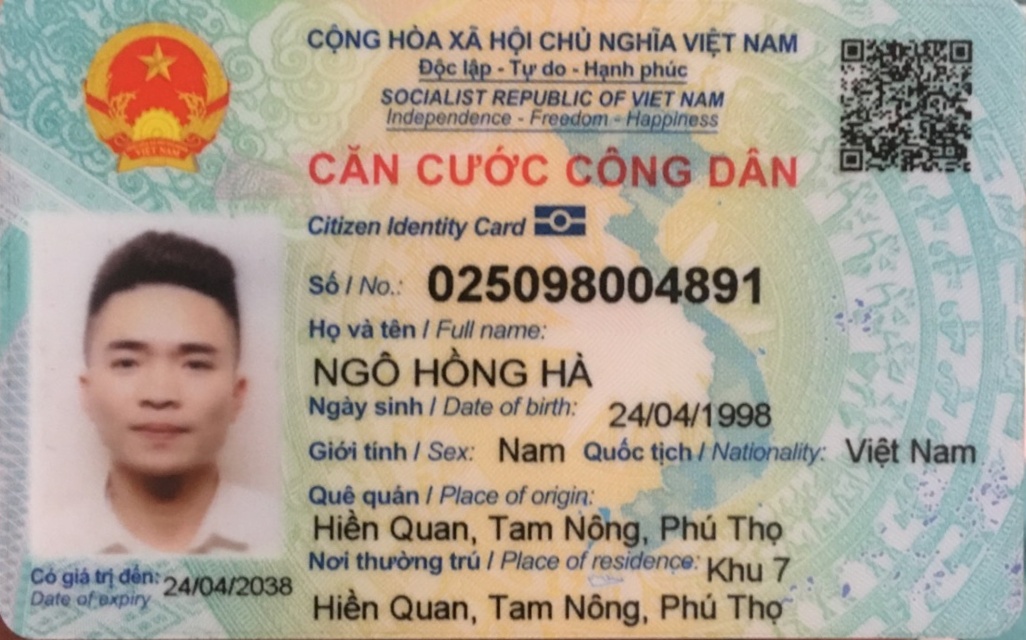 CỘNG HÒA XÃ HỘI CHỦ NGHĨA VIỆT NAM
Độc lập - Tự do - Hạnh phúc
SOCIALIST REPUBLIC OF VIET NAM
Independence - Freedom - Happiness
CĂN CƯỚC CÔNG DÂN
Citizen Identity Card
Số / No.: 025098004891
Họ và tên / Full name:
NGÔ HỒNG HÀ
Ngày sinh / Date of birth: 24/04/1998
Giới tính / Sex: Nam Quốc tịch / Nationality: Việt Nam
Quê quán / Place of origin:
Hiền Quan, Tam Nông, Phú Thọ
Nơi thường trú / Place of residence: Khu 7
Hiền Quan, Tam Nông, Phú Thọ
Có giá trị đến: 24/04/2038
Date of expiry
VIỆT NAM